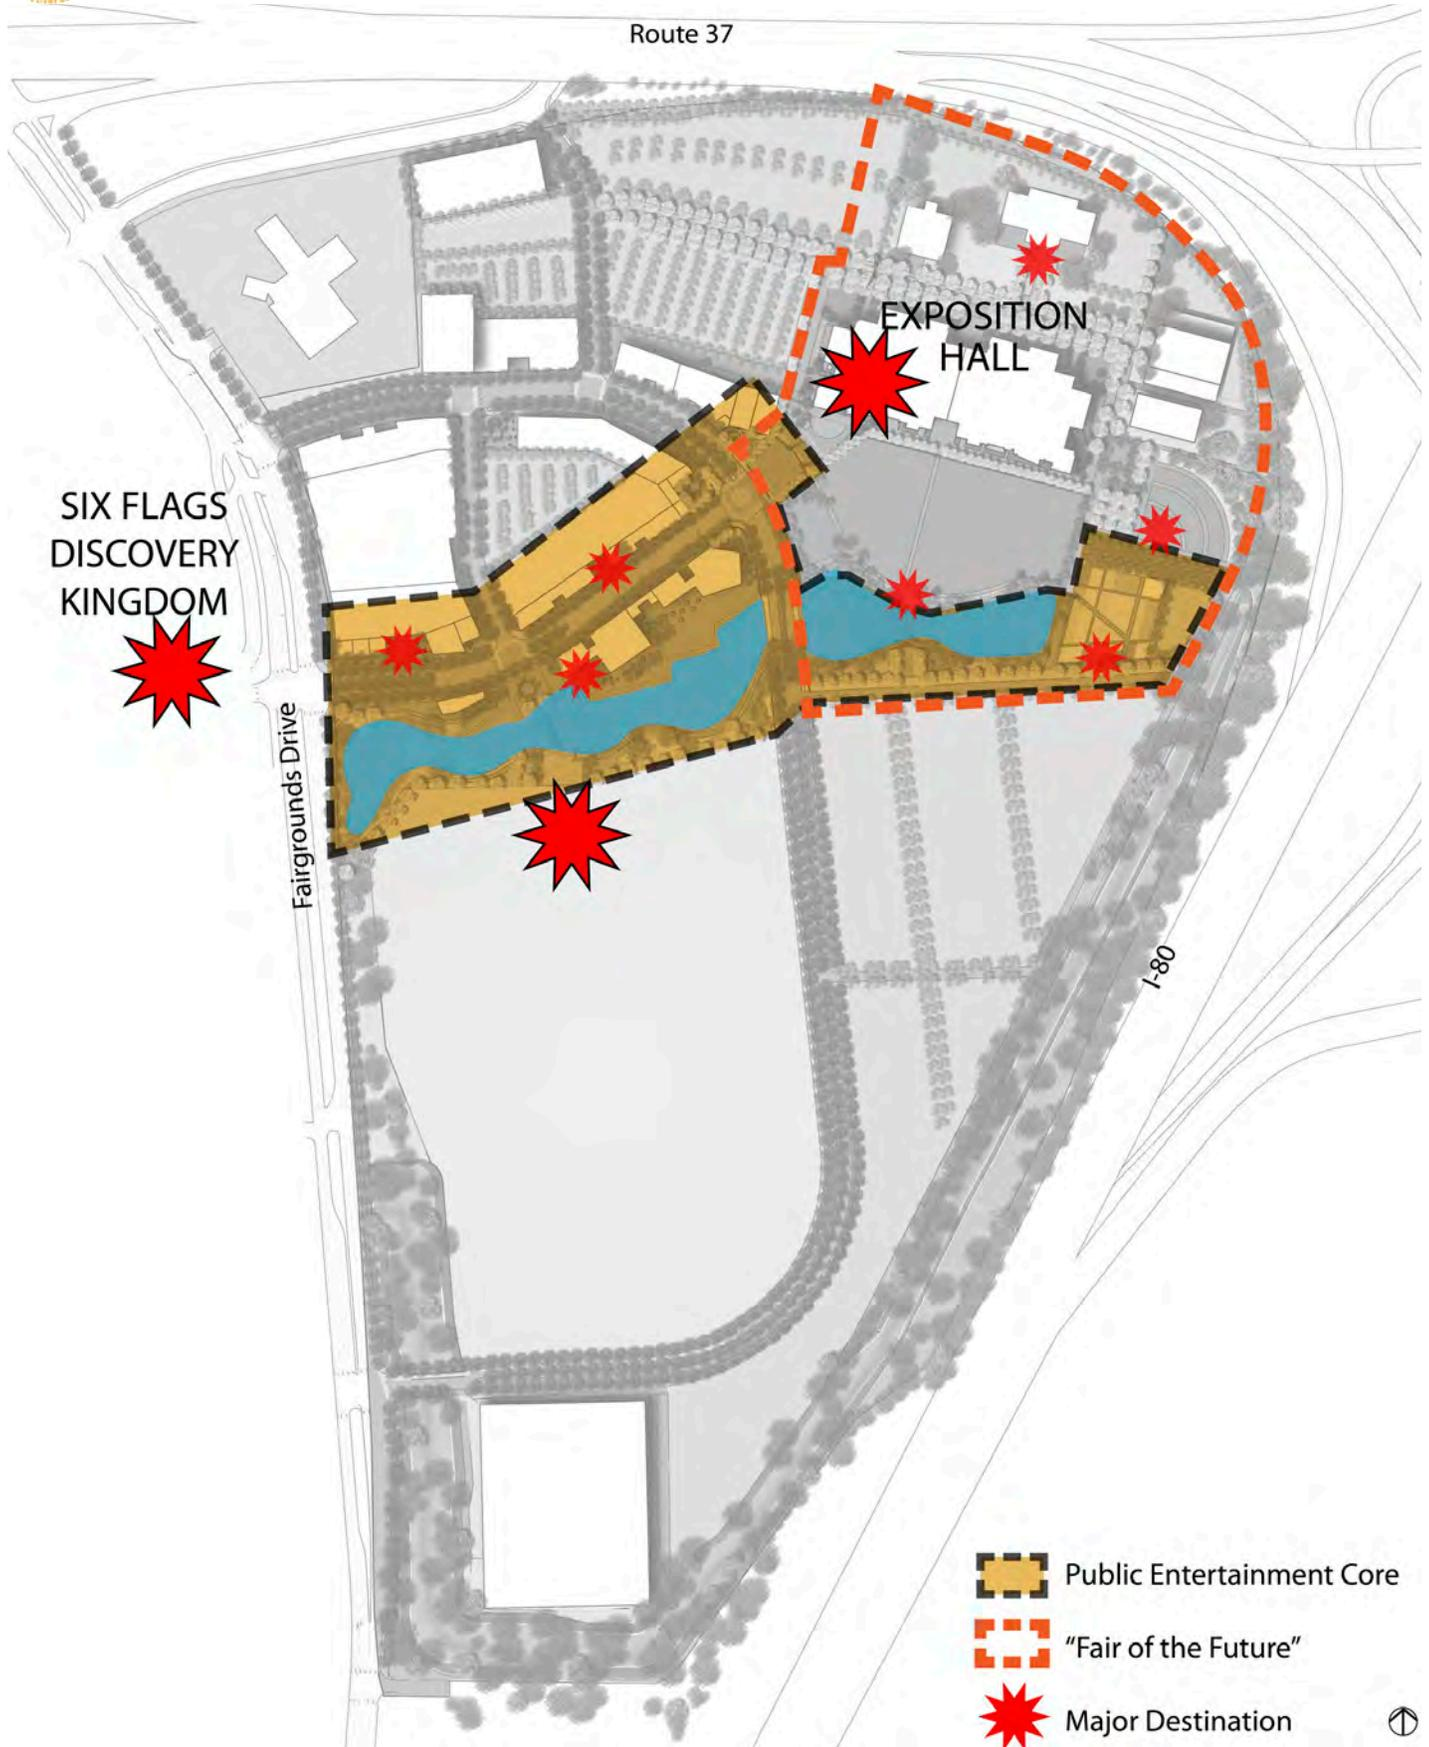 Route 37
EXPOSITION
HALL
SIX FLAGS
DISCOVERY
KINGDOM
Fairgrounds Drive
I-80
Public Entertainment Core
“Fair of the Future”
Major Destination